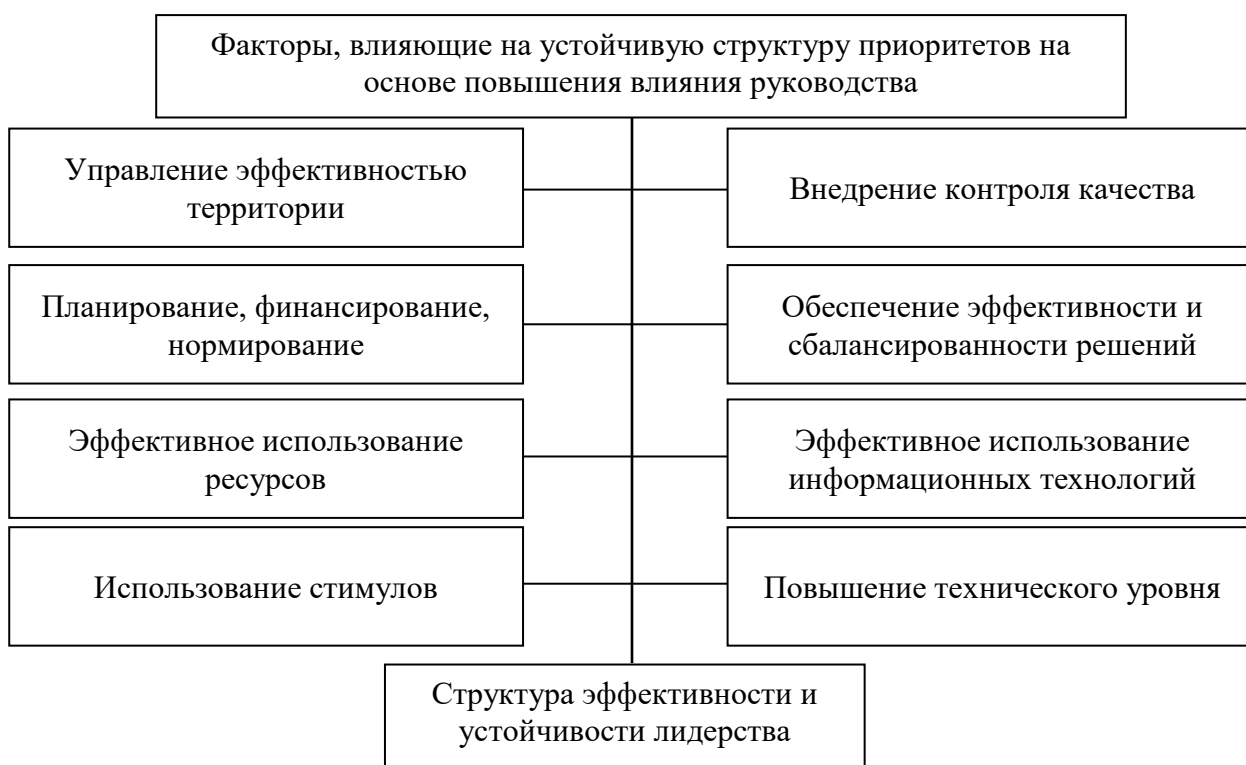 Факторы, влияющие на устойчивую структуру приоритетов на
основе повышения влияния руководства
Управление эффективностью
территории
Внедрение контроля качества
Планирование, финансирование,
нормирование
Обеспечение эффективности и
сбалансированности решений
Эффективное использование
ресурсов
Эффективное использование
информационных технологий
Использование стимулов
Повышение технического уровня
Структура эффективности и
устойчивости лидерства